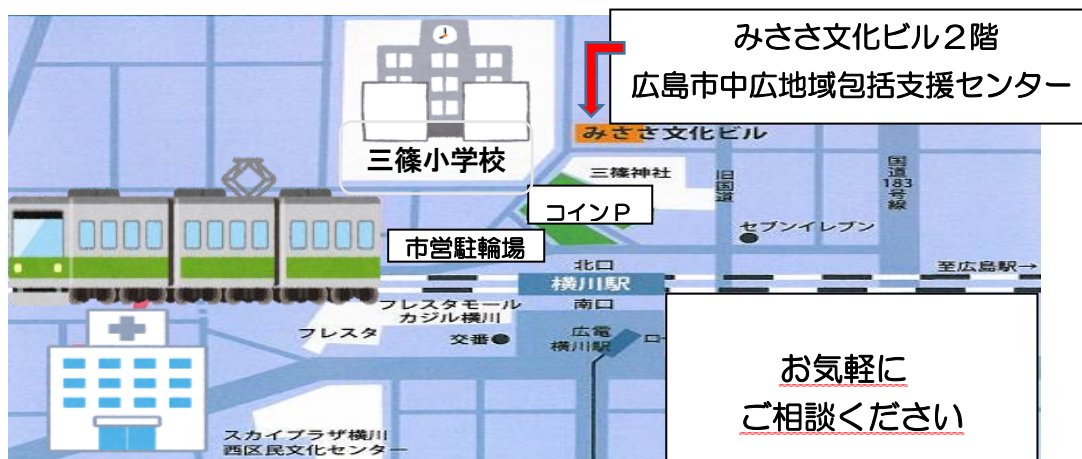 みささ文化ビル２階
広島市中広地域包括支援センター
みささ文化ビル
三篠小学校
三篠神社
旧国道
国道183号線
コインＰ
セブンイレブン
市営駐輪場
北口
至広島駅→
横川駅
南口
フレスタモール
カジル横川
フレスタ
交番
広電
横川駅
お気軽に
ご相談ください
スカイプラザ横川
西区民文化センター